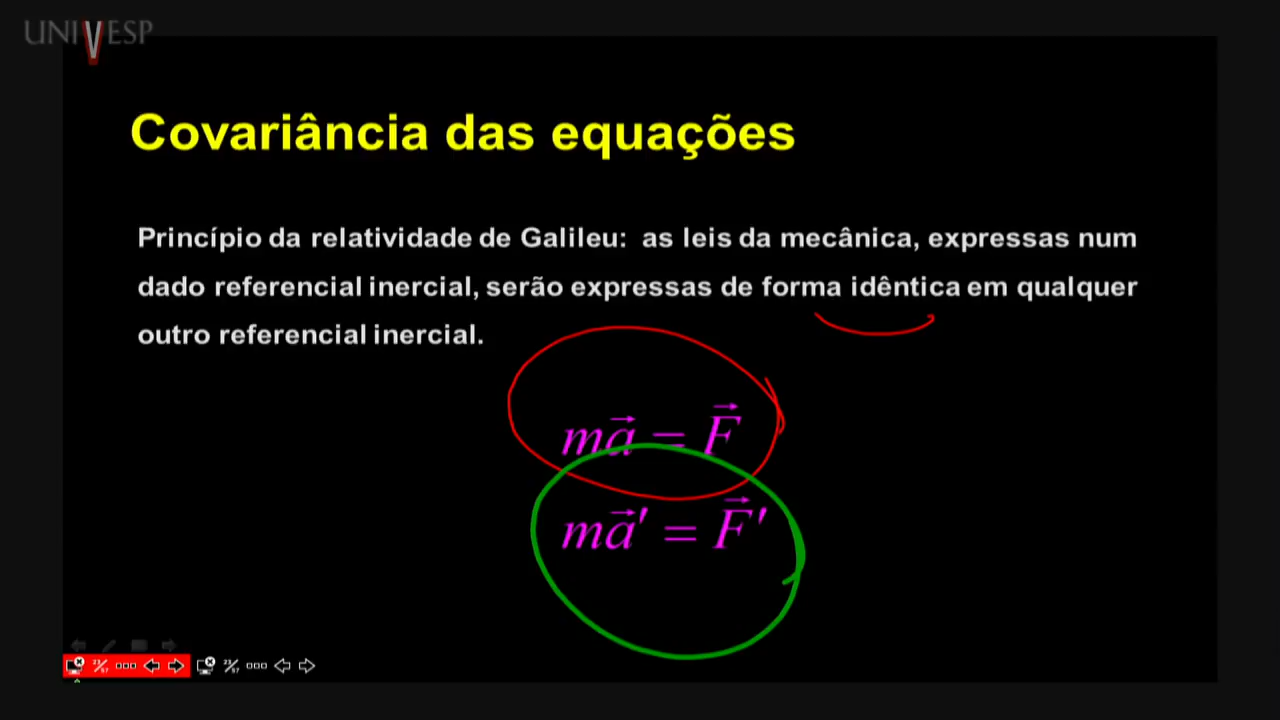 UNIVESP
Covariância das equações
Princípio da relatividade de Galileu: as leis da mecânica, expressas num
dado referencial inercial, serão expressas de forma idêntica em qualquer
outro referencial inercial.
ma⃗ = F⃗
ma⃗′ = F⃗′